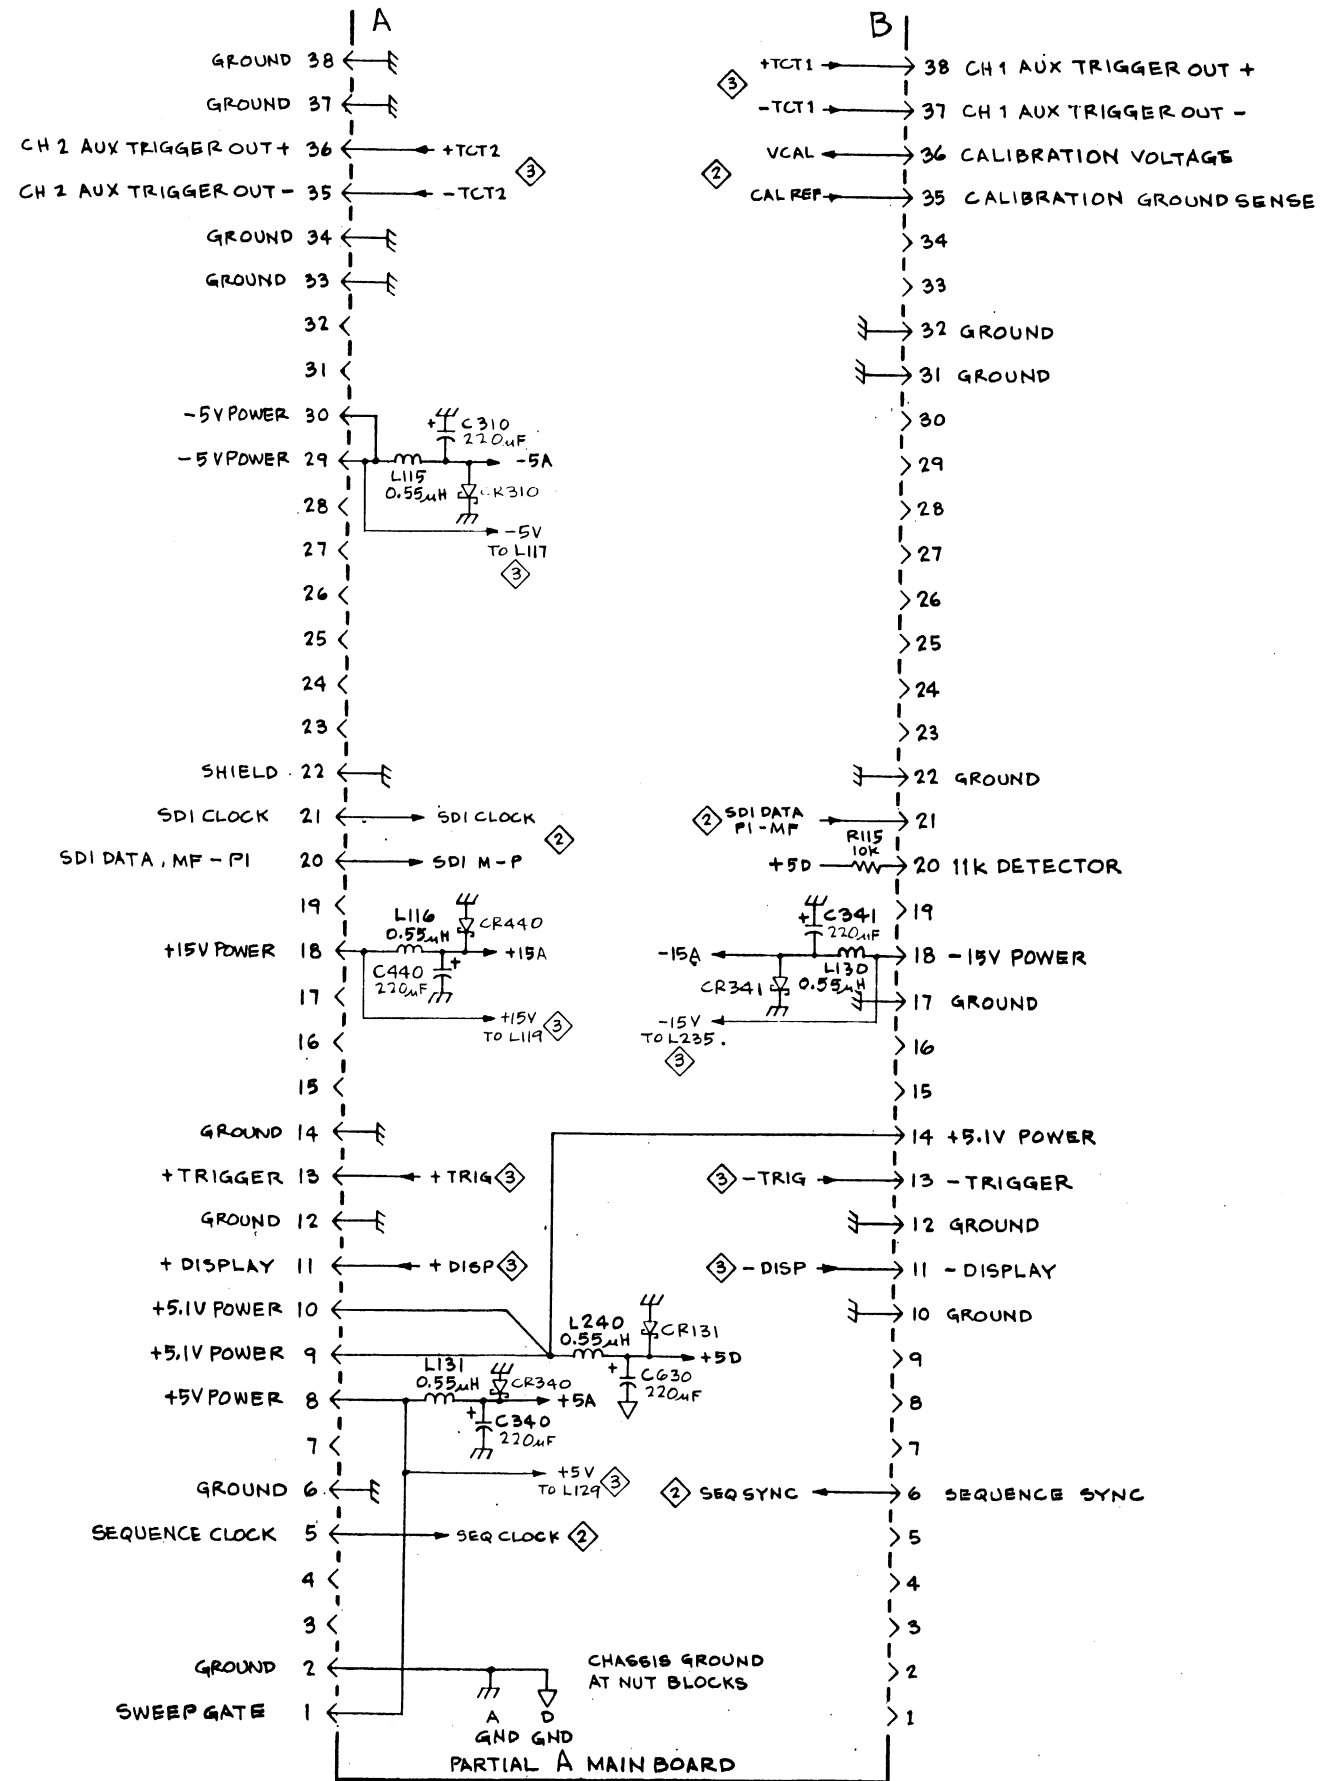 A
GROUND 38
GROUND 37
CH 2 AUX TRIGGER OUT + 36 +TCT2
3
CH 2 AUX TRIGGER OUT - 35 -TCT2
GROUND 34
GROUND 33
32
31
-5V POWER 30
+ C310
220µF
-5V POWER 29 -5A
L115
0.55µH CR310
28
-5V
TO L117
3
27
26
25
24
23
SHIELD 22
SDI CLOCK 21 SDI CLOCK
2
SDI DATA, MF-PI 20 SDI M-P
19
L116
0.55µH CR440
+15V POWER 18 +15A
C440 +
220µF
17
+15V
TO L119 3
16
15
GROUND 14
+TRIGGER 13 +TRIG 3
GROUND 12
+ DISPLAY 11 + DISP 3
+5.1V POWER 10
L240
0.55µH CR131
+5.1V POWER 9 +5D
+ C630
220µF
L131
0.55µH CR340
+5V POWER 8 +5A
+ C340
220µF
7
+5V
TO L129 3
GROUND 6
SEQUENCE CLOCK 5 SEQ CLOCK 2
4
3
GROUND 2
CHASSIS GROUND
AT NUT BLOCKS
SWEEP GATE 1
A D
GND GND
PARTIAL A MAIN BOARD
B
+TCT1 38 CH 1 AUX TRIGGER OUT +
3
-TCT1 37 CH 1 AUX TRIGGER OUT -
VCAL 36 CALIBRATION VOLTAGE
2
CAL REF 35 CALIBRATION GROUND SENSE
34
33
32 GROUND
31 GROUND
30
29
28
27
26
25
24
23
22 GROUND
2 SDI DATA
PI-MF 21
R115
10K
+5D 20 11K DETECTOR
19
+ C341
220µF
-15A 18 -15V POWER
L130
CR341 0.55µH
17 GROUND
-15V
TO L235.
3
16
15
14 +5.1V POWER
3 -TRIG 13 -TRIGGER
12 GROUND
3 -DISP 11 -DISPLAY
10 GROUND
9
8
7
2 SEQ SYNC 6 SEQUENCE SYNC
5
4
3
2
1